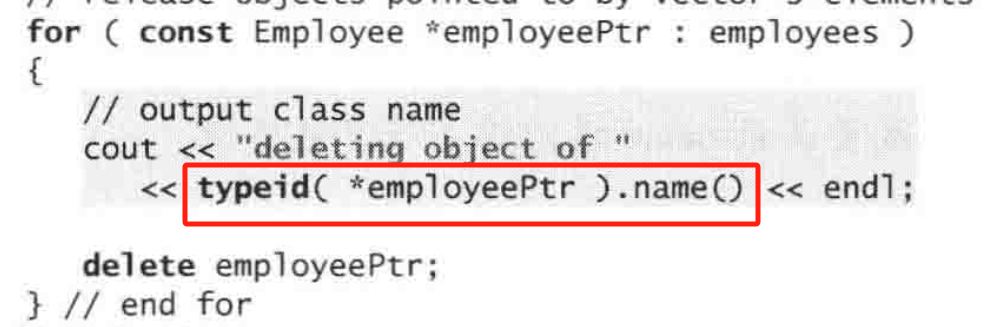 // release objects pointed to by vector's elements
for ( const Employee *employeePtr : employees )
{
// output class name
cout << "deleting object of "
<< typeid( *employeePtr ).name() << endl;
delete employeePtr;
} // end for